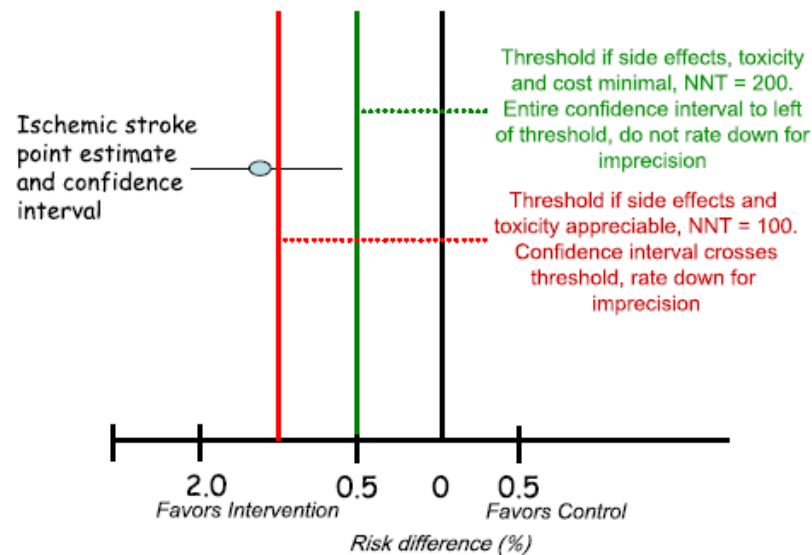 Threshold if side effects, toxicity
and cost minimal, NNT = 200.
Entire confidence interval to left
of threshold, do not rate down for
imprecision
Ischemic stroke
point estimate
and confidence
interval
Threshold if side effects and
toxicity appreciable, NNT = 100.
Confidence interval crosses
threshold, rate down for
imprecision
2.0 0.5 0 0.5
Favors Intervention Favors Control
Risk difference (%)